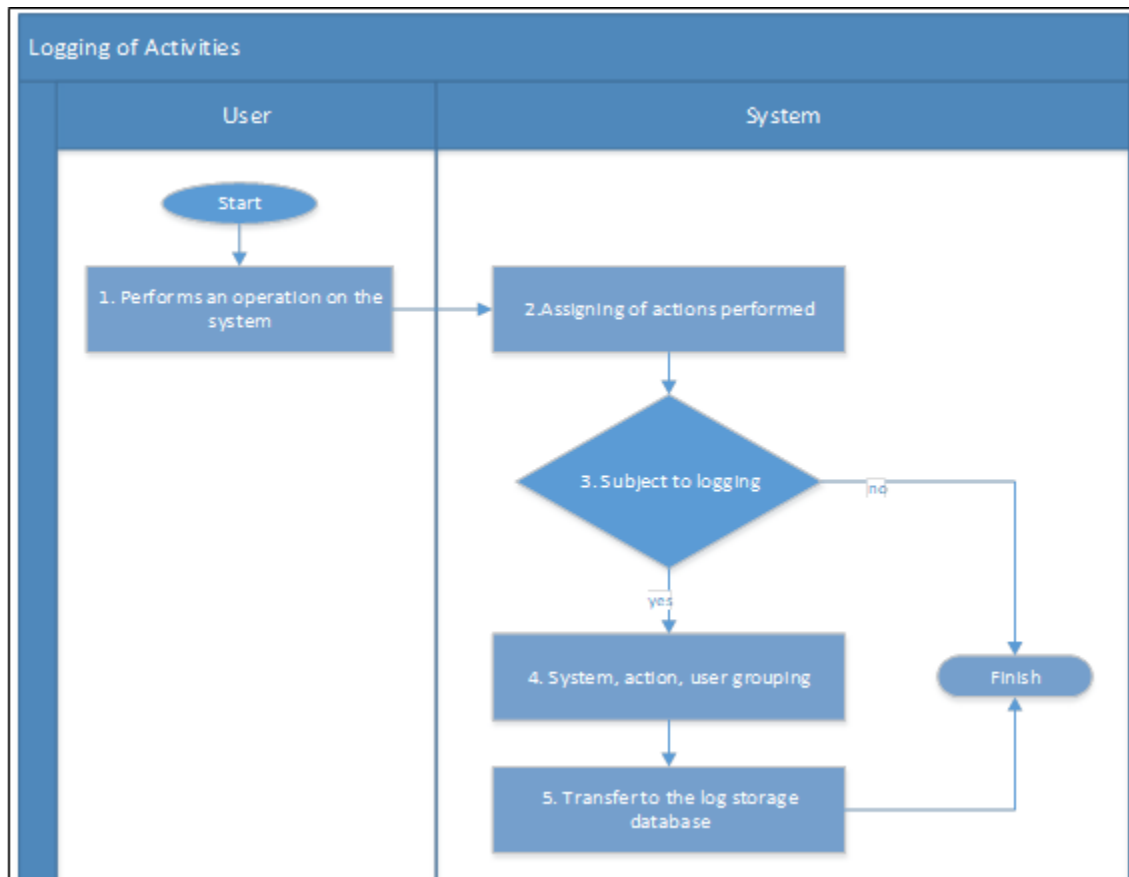 Logging of Activities
User
System
Start
1. Performs an operation on the
system
2.Assigning of actions performed
3. Subject to logging
no
yes
4. System, action, user grouping
Finish
5. Transfer to the log storage
database